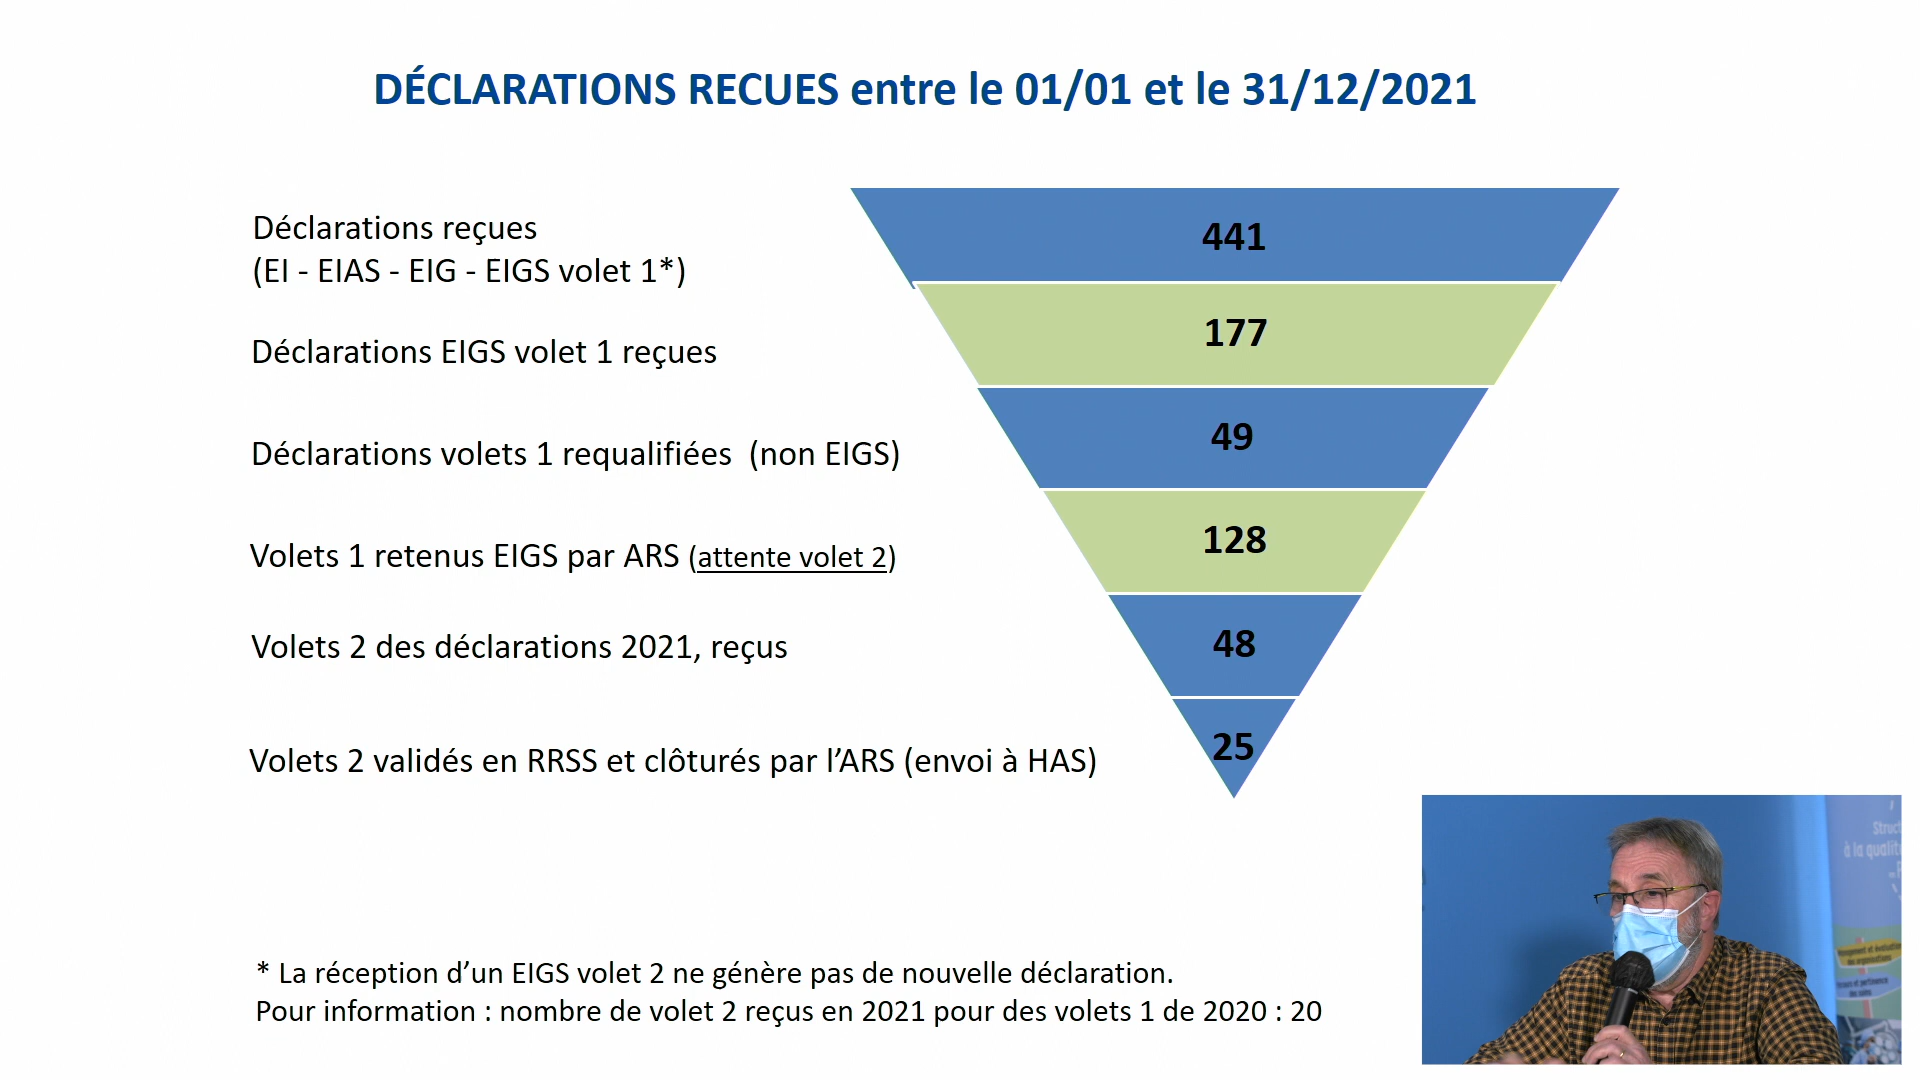 DÉCLARATIONS RECUES entre le 01/01 et le 31/12/2021
Déclarations reçues
(EI - EIAS - EIG - EIGS volet 1*)
441
Déclarations EIGS volet 1 reçues
177
Déclarations volets 1 requalifiées (non EIGS)
49
Volets 1 retenus EIGS par ARS (attente volet 2)
128
Volets 2 des déclarations 2021, reçus
48
Volets 2 validés en RRSS et clôturés par l’ARS (envoi à HAS)
25
* La réception d’un EIGS volet 2 ne génère pas de nouvelle déclaration.
Pour information : nombre de volet 2 reçus en 2021 pour des volets 1 de 2020 : 20
Struct
à la qualit